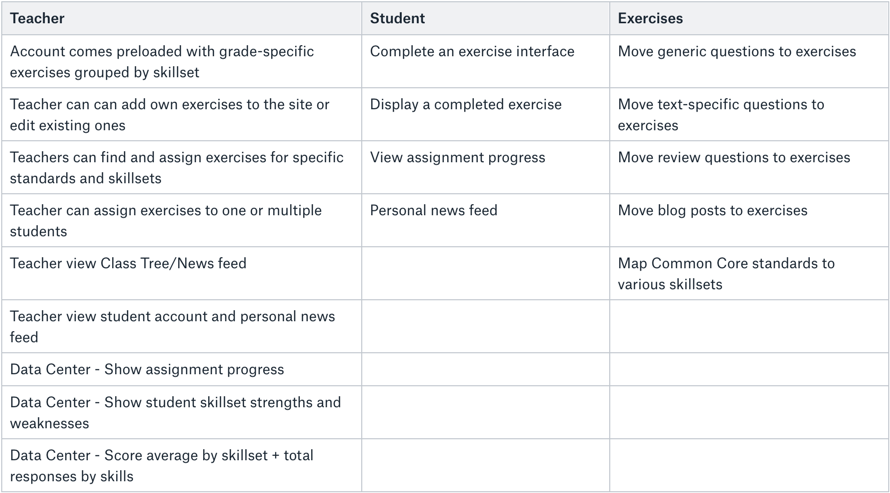 Teacher Student Exercises
Account comes preloaded with grade-specific
exercises grouped by skillset
Complete an exercise interface
Move generic questions to exercises
Teacher can can add own exercises to the site or
edit existing ones
Display a completed exercise
Move text-specific questions to
exercises
Teachers can find and assign exercises for specific
standards and skillsets
View assignment progress
Move review questions to exercises
Teacher can assign exercises to one or multiple
students
Personal news feed
Move blog posts to exercises
Teacher view Class Tree/News feed
Map Common Core standards to
various skillsets
Teacher view student account and personal news
feed
Data Center - Show assignment progress
Data Center - Show student skillset strengths and
weaknesses
Data Center - Score average by skillset + total
responses by skills